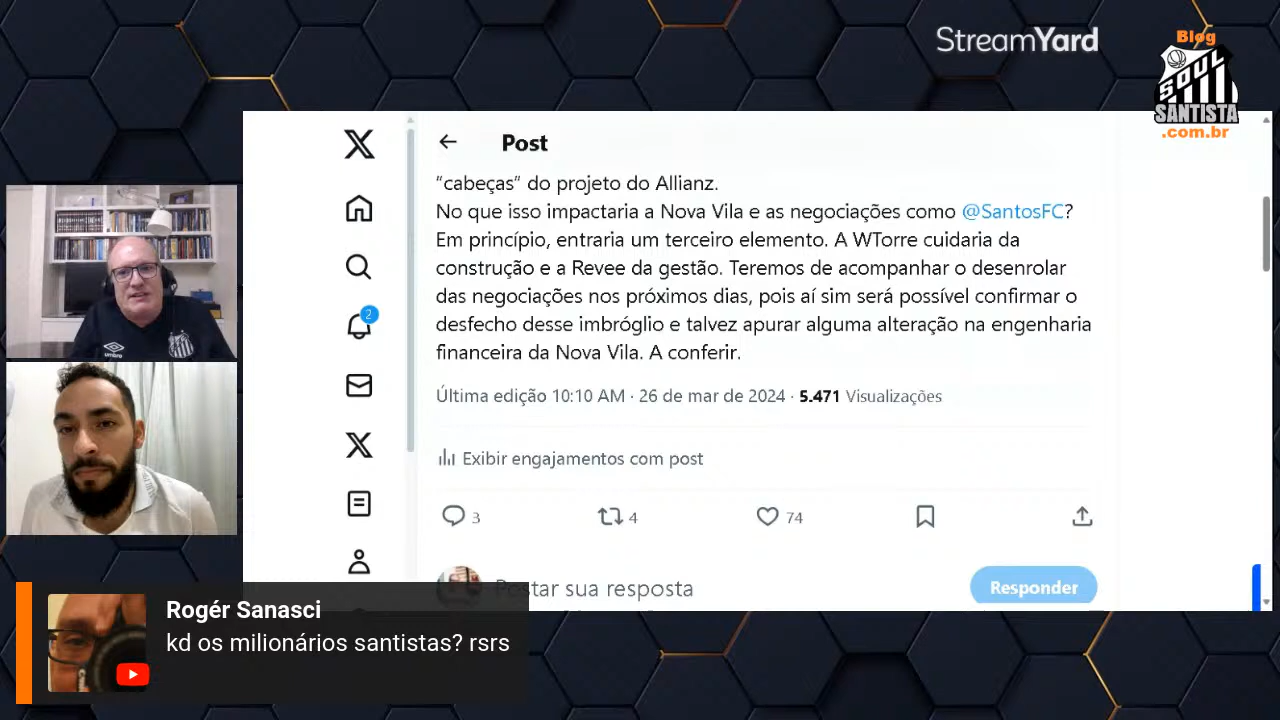 StreamYard
Blog
SOUL
SANTISTA
.com.br
Post
“cabeças” do projeto do Allianz.
No que isso impactaria a Nova Vila e as negociações como @SantosFC?
Em princípio, entraria um terceiro elemento. A WTorre cuidaria da
construção e a Revee da gestão. Teremos de acompanhar o desenrolar
das negociações nos próximos dias, pois aí sim será possível confirmar o
desfecho desse imbróglio e talvez apurar alguma alteração na engenharia
financeira da Nova Vila. A conferir.
2
Última edição 10:10 AM · 26 de mar de 2024 · 5.471 Visualizações
Exibir engajamentos com post
3 4 74
Postar sua resposta
Responder
umbro
Rogér Sanasci
kd os milionários santistas? rsrs